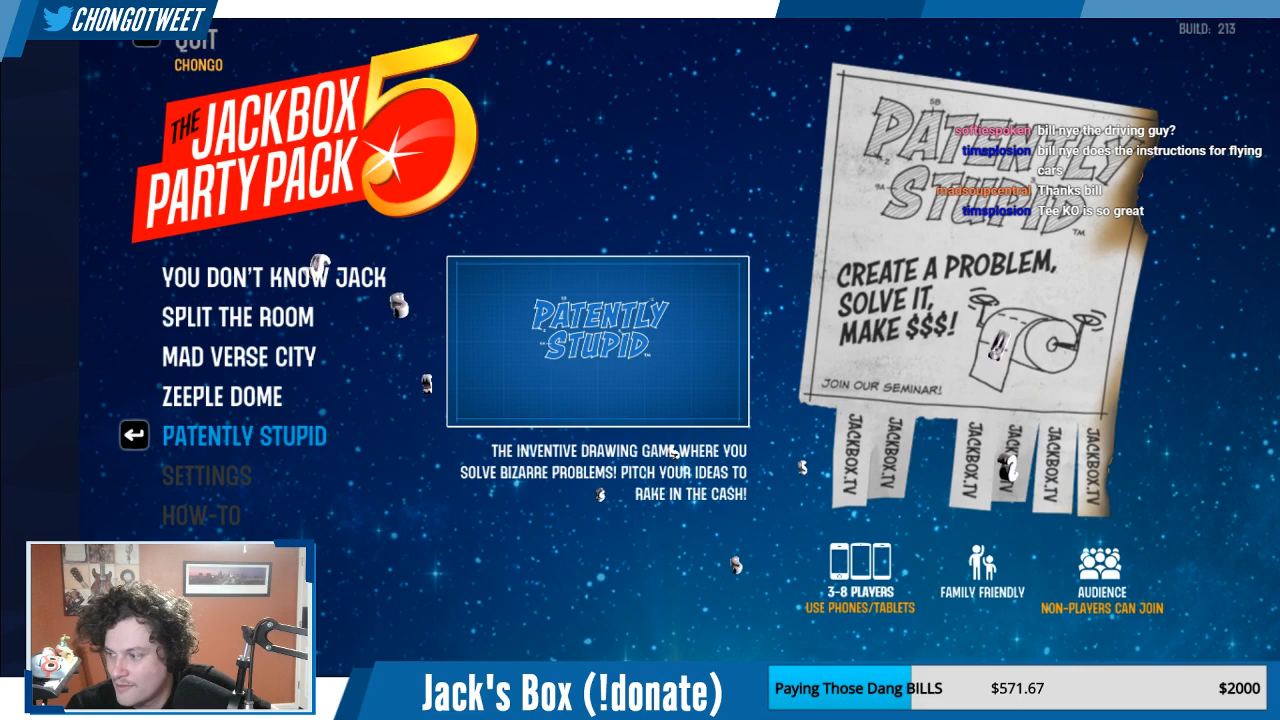 CHONGOTWEET
QUIT
CHONGO
BUILD: 213
THE JACKBOX
PARTY PACK 5
YOU DON'T KNOW JACK
SPLIT THE ROOM
MAD VERSE CITY
ZEEPLE DOME
PATENTLY STUPID
SETTINGS
HOW-TO
PATENTLY
STUPID
THE INVENTIVE DRAWING GAME WHERE YOU
SOLVE BIZARRE PROBLEMS! PITCH YOUR IDEAS TO
RAKE IN THE CASH!
PATENTLY
STUPID™
softiespoken bill nye the driving guy?
timsplosion bill nye does the instructions for flying
cars
madsoupcentral Thanks bill
timsplosion Tee KO is so great
CREATE A PROBLEM,
SOLVE IT,
MAKE $$$!
JOIN OUR SEMINAR!
JACKBOX.TV
JACKBOX.TV
JACKBOX.TV
JACKBOX.TV
JACKBOX.TV
JACKBOX.TV
3-8 PLAYERS
USE PHONES/TABLETS
FAMILY FRIENDLY
AUDIENCE
NON-PLAYERS CAN JOIN
Jack's Box (!donate)
Paying Those Dang BILLS $571.67 $2000